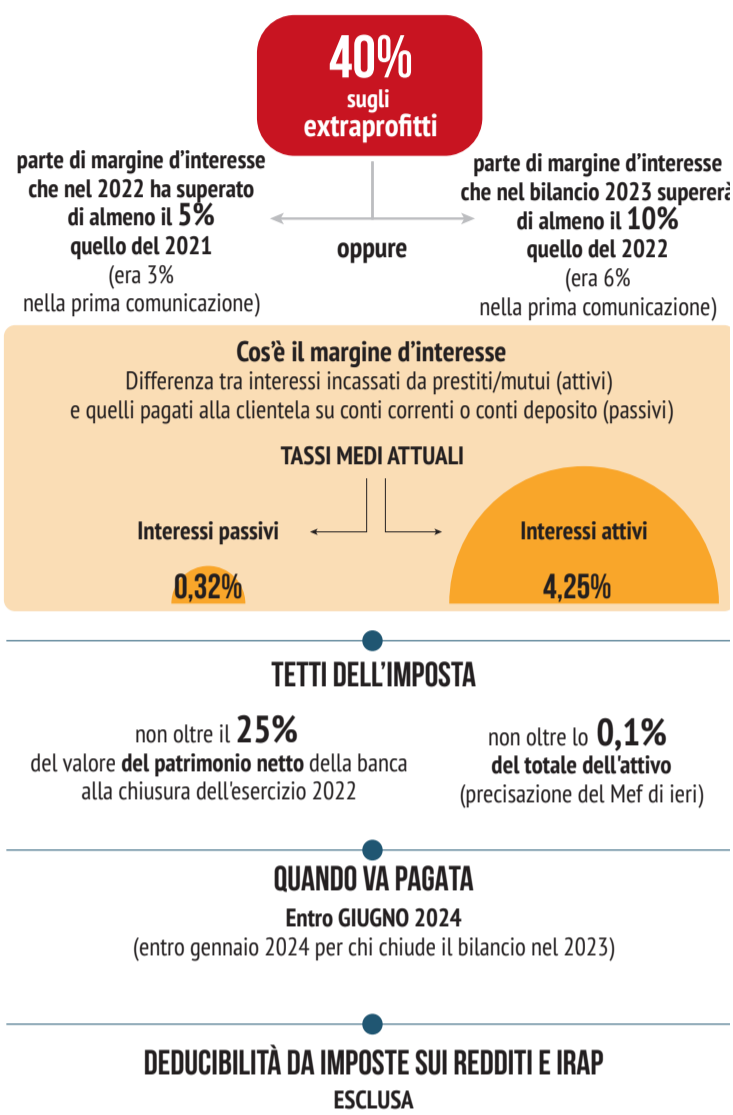 40%
sugli
extraprofitti
parte di margine d'interesse
che nel 2022 ha superato
di almeno il 5%
quello del 2021
(era 3%
nella prima comunicazione)
oppure
parte di margine d'interesse
che nel bilancio 2023 supererà
di almeno il 10%
quello del 2022
(era 6%
nella prima comunicazione)
Cos'è il margine d'interesse
Differenza tra interessi incassati da prestiti/mutui (attivi)
e quelli pagati alla clientela su conti correnti o conti deposito (passivi)
TASSI MEDI ATTUALI
Interessi passivi
0,32%
Interessi attivi
4,25%
TETTI DELL'IMPOSTA
non oltre il 25%
del valore del patrimonio netto della banca
alla chiusura dell'esercizio 2022
non oltre lo 0,1%
del totale dell'attivo
(precisazione del Mef di ieri)
QUANDO VA PAGATA
Entro GIUGNO 2024
(entro gennaio 2024 per chi chiude il bilancio nel 2023)
DEDUCIBILITÀ DA IMPOSTE SUI REDDITI E IRAP
ESCLUSA